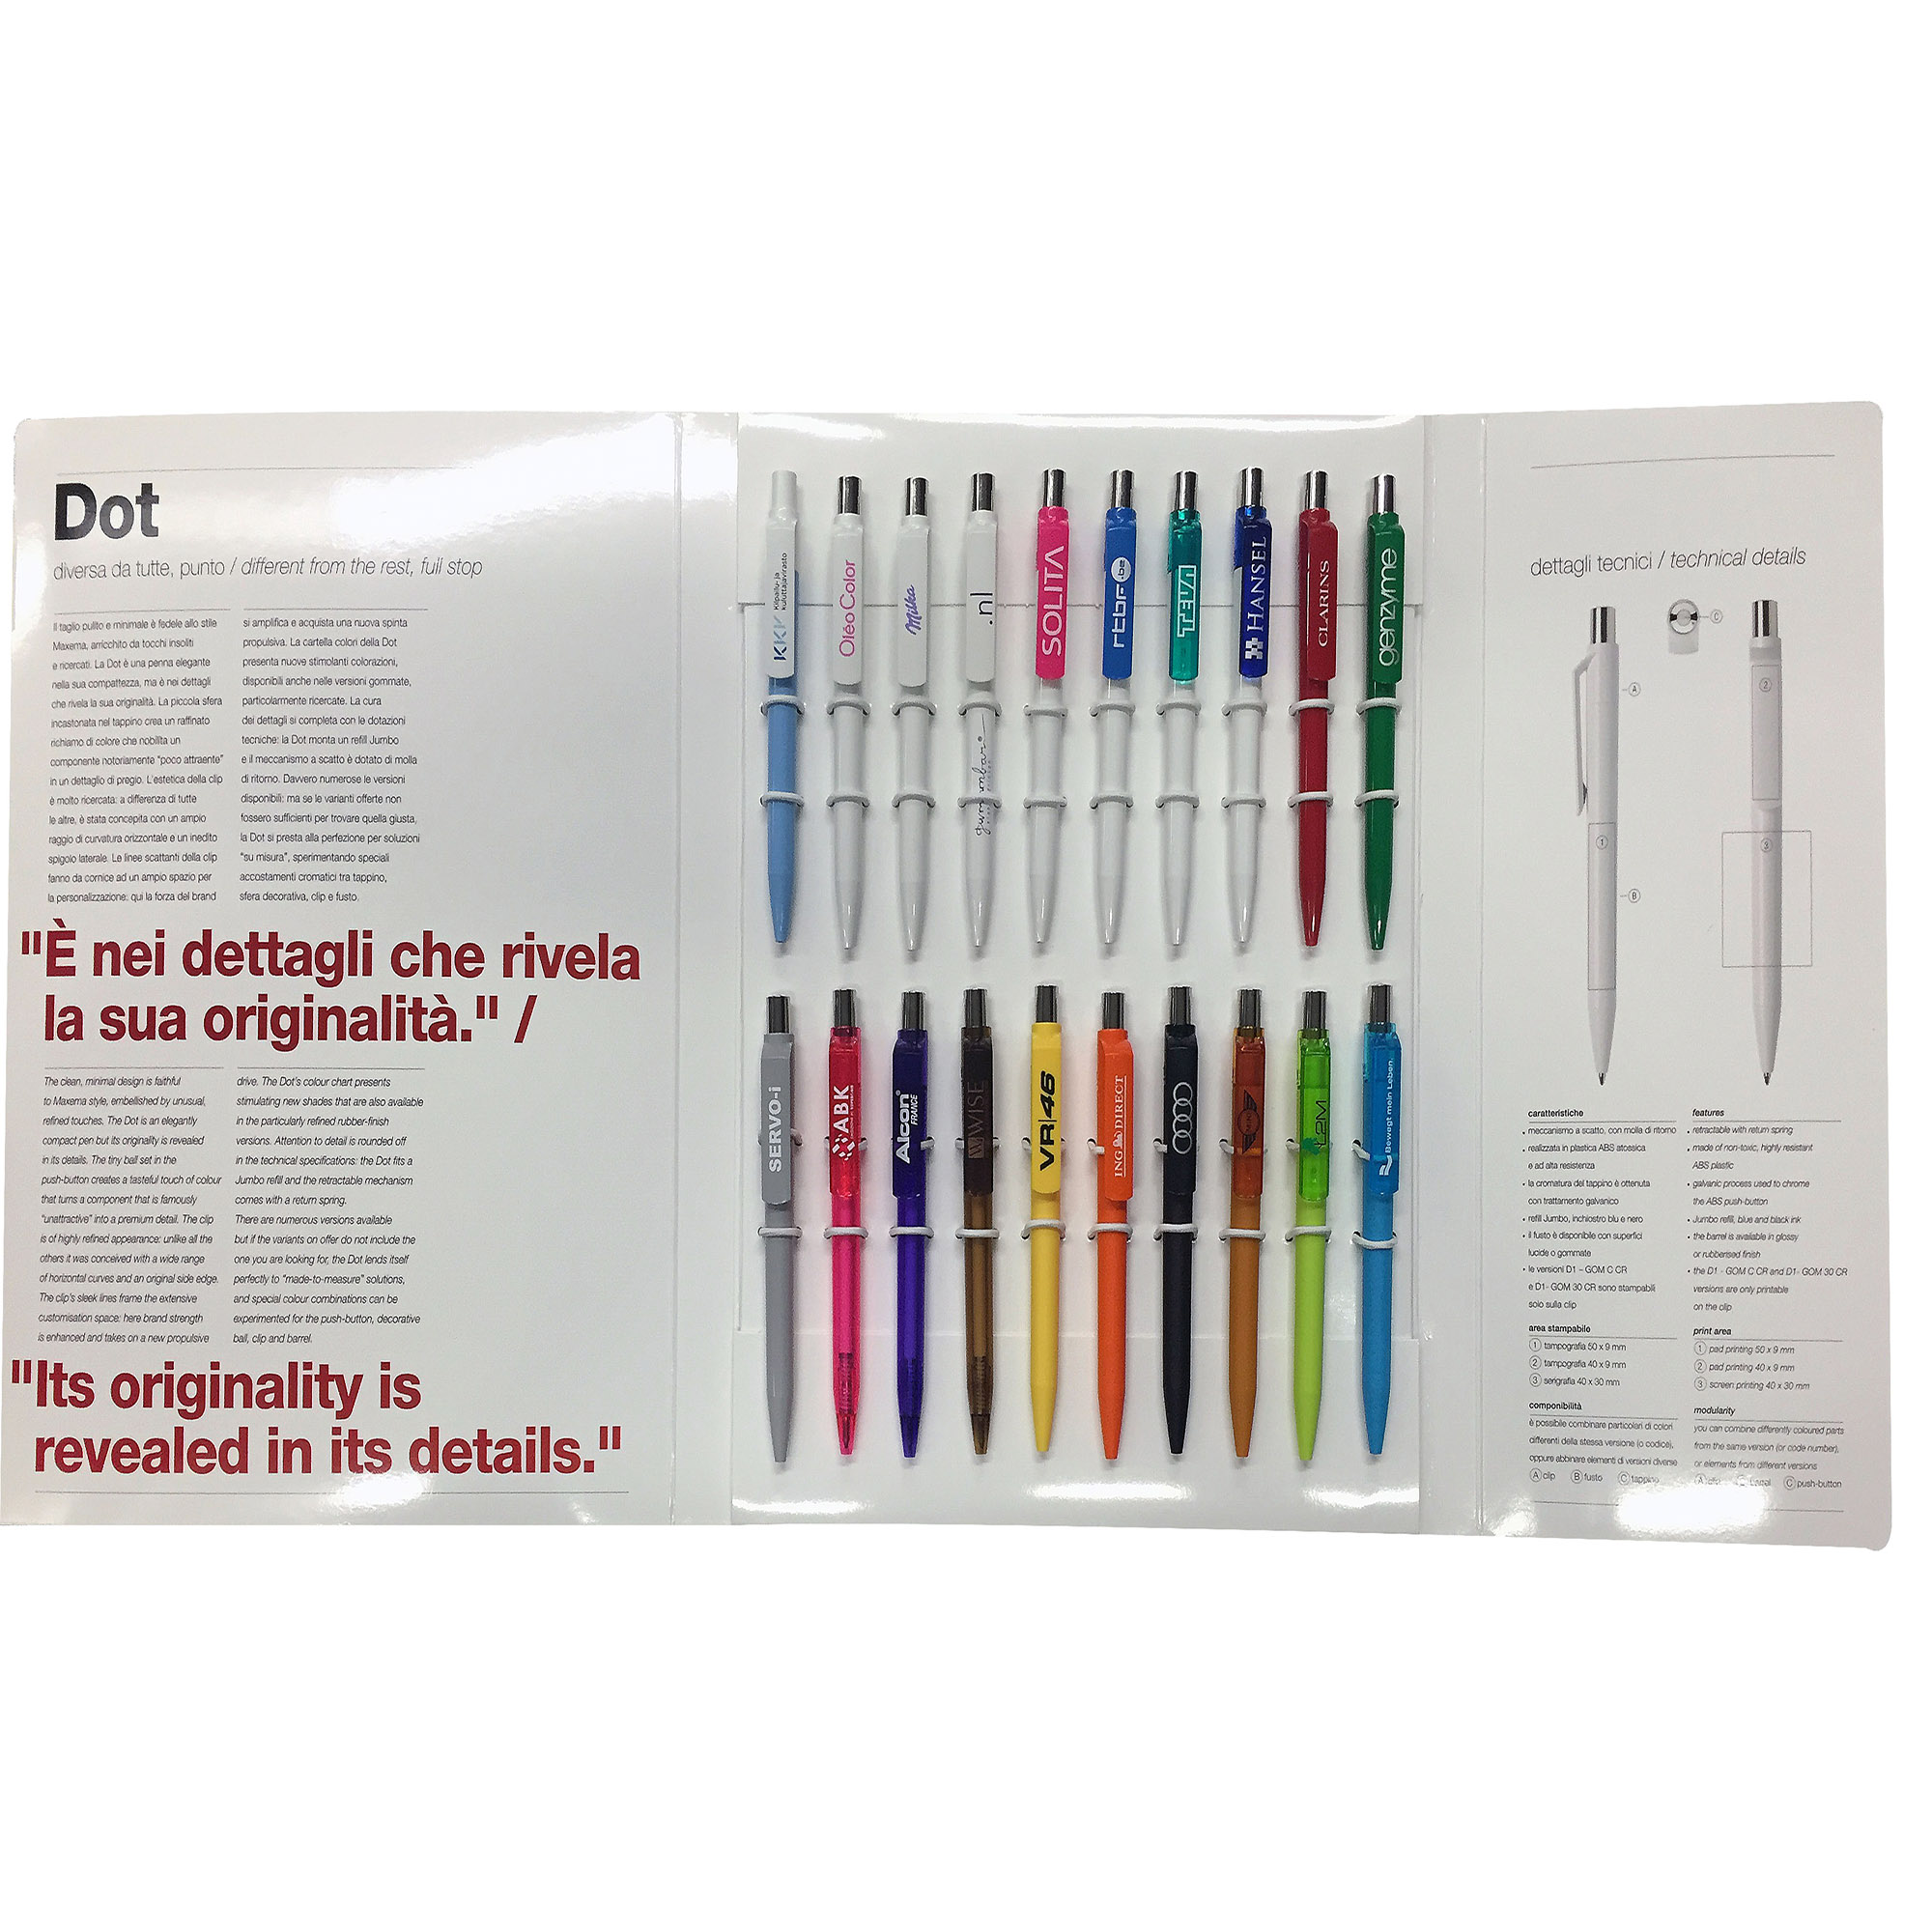 Dot
diversa da tutte, punto / different from the rest, full stop
Il taglio pulito e minimale è fedele allo stile
Maxema, arricchito da tocchi insoliti
e ricercati. La Dot è una penna elegante
nella sua compattezza, ma è nei dettagli
che rivela la sua originalità. La piccola sfera
incastonata nel tappino crea un raffinato
richiamo di colore che nobilita un
componente notoriamente "poco attraente"
in un dettaglio di pregio. L'estetica della clip
è molto ricercata: a differenza di tutte
le altre, è stata concepita con un ampio
raggio di curvatura orizzontale e un inedito
spigolo laterale. Le linee scattanti della clip
fanno da cornice ad un ampio spazio per
la personalizzazione: qui la forza del brand
si amplifica e acquista una nuova spinta
propulsiva. La cartella colori della Dot
presenta nuove stimolanti colorazioni,
disponibili anche nelle versioni gommate,
particolarmente ricercate. La cura
dei dettagli si completa con le dotazioni
tecniche: la Dot monta un refill Jumbo
e il meccanismo a scatto è dotato di molla
di ritorno. Davvero numerose le versioni
disponibili: ma se le varianti offerte non
fossero sufficienti per trovare quella giusta,
la Dot si presta alla perfezione per soluzioni
"su misura", sperimentando speciali
accostamenti cromatici tra tappino,
sfera decorativa, clip e fusto.
"È nei dettagli che rivela
la sua originalità." /
The clean, minimal design is faithful
to Maxema style, embellished by unusual,
refined touches. The Dot is an elegantly
compact pen but its originality is revealed
in its details. The tiny ball set in the
push-button creates a tasteful touch of colour
that turns a component that is famously
"unattractive" into a premium detail. The clip
is of highly refined appearance: unlike all the
others it was conceived with a wide range
of horizontal curves and an original side edge.
The clip's sleek lines frame the extensive
customisation space: here brand strength
is enhanced and takes on a new propulsive
drive. The Dot's colour chart presents
stimulating new shades that are also available
in the particularly refined rubber-finish
versions. Attention to detail is rounded off
in the technical specifications: the Dot fits a
Jumbo refill and the retractable mechanism
comes with a return spring.
There are numerous versions available
but if the variants on offer do not include the
one you are looking for, the Dot lends itself
perfectly to "made-to-measure" solutions,
and special colour combinations can be
experimented for the push-button, decorative
ball, clip and barrel.
"Its originality is
revealed in its details."
KKV
Kilpailu- ja
kuluttajavirasto
Oléo Color
Milka
.nl
SOLITA
rtbf.be
TEVA
HANSEL
CLARINS
genzyme
SERVO-i
ABK
Alcon
FRANCE
WISE
VR|46
ING DIRECT
L2M
Bewegt mein Leben.
dettagli tecnici / technical details
C
A
2
1
3
B
caratteristiche
• meccanismo a scatto, con molla di ritorno
• realizzata in plastica ABS atossica
e ad alta resistenza
• la cromatura del tappino è ottenuta
con trattamento galvanico
• refill Jumbo, inchiostro blu e nero
• il fusto è disponibile con superfici
lucide o gommate
• le versioni D1 - GOM C CR
e D1- GOM 30 CR sono stampabili
solo sulla clip
area stampabile
1 tampografia 50 x 9 mm
2 tampografia 40 x 9 mm
3 serigrafia 40 x 30 mm
componibilità
è possibile combinare particolari di colori
differenti della stessa versione (o codice),
oppure abbinare elementi di versioni diverse
A clip B fusto C tappino
features
• retractable with return spring
• made of non-toxic, highly resistant
ABS plastic
• galvanic process used to chrome
the ABS push-button
• Jumbo refill, blue and black ink
• the barrel is available in glossy
or rubberised finish
• the D1 - GOM C CR and D1- GOM 30 CR
versions are only printable
on the clip
print area
1 pad printing 50 x 9 mm
2 pad printing 40 x 9 mm
3 screen printing 40 x 30 mm
modularity
you can combine differently coloured parts
from the same version (or code number),
or elements from different versions
A clip B barrel C push-button